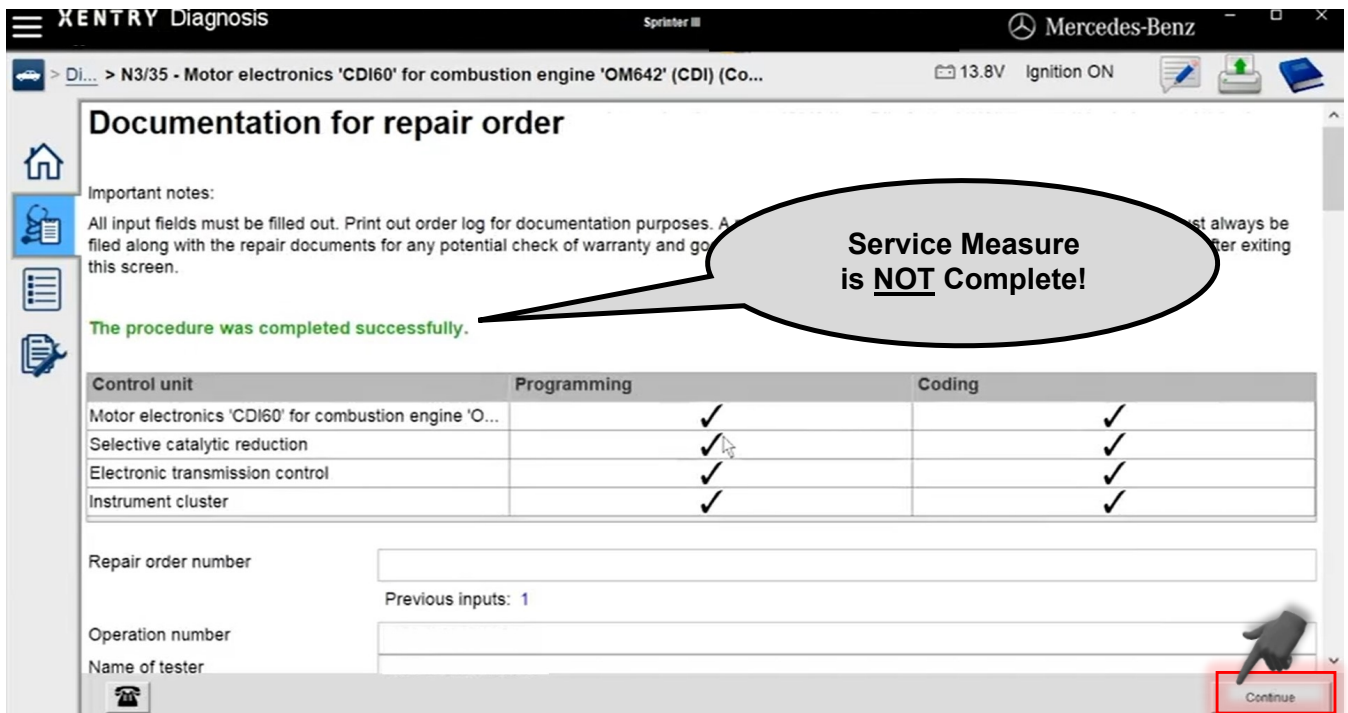 XENTRY Diagnosis
Sprinter III
Mercedes-Benz
> Di... > N3/35 - Motor electronics 'CDI60' for combustion engine 'OM642' (CDI) (Co...
13.8V Ignition ON
Documentation for repair order
Important notes:
All input fields must be filled out. Print out order log for documentation purposes. A
st always be
filed along with the repair documents for any potential check of warranty and go
fter exiting
this screen.
Service Measure
is NOT Complete!
The procedure was completed successfully.
Control unit Programming Coding
Motor electronics 'CDI60' for combustion engine 'O... ✓ ✓
Selective catalytic reduction ✓ ✓
Electronic transmission control ✓ ✓
Instrument cluster ✓ ✓
Repair order number
Previous inputs: 1
Operation number
Name of tester
Continue